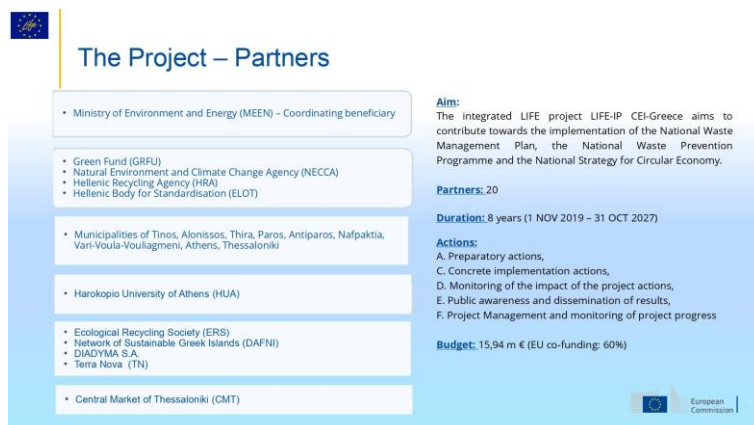 Life
The Project – Partners
• Ministry of Environment and Energy (MEEN) – Coordinating beneficiary
• Green Fund (GRFU)
• Natural Environment and Climate Change Agency (NECCA)
• Hellenic Recycling Agency (HRA)
• Hellenic Body for Standardisation (ELOT)
• Municipalities of Tinos, Alonissos, Thira, Paros, Antiparos, Nafpaktia,
Vari-Voula-Vouliagmeni, Athens, Thessaloniki
• Harokopio University of Athens (HUA)
• Ecological Recycling Society (ERS)
• Network of Sustainable Greek Islands (DAFNI)
• DIADYMA S.A.
• Terra Nova (TN)
• Central Market of Thessaloniki (CMT)
Aim:
The integrated LIFE project LIFE-IP CEI-Greece aims to
contribute towards the implementation of the National Waste
Management Plan, the National Waste Prevention
Programme and the National Strategy for Circular Economy.
Partners: 20
Duration: 8 years (1 NOV 2019 – 31 OCT 2027)
Actions:
A. Preparatory actions,
C. Concrete implementation actions,
D. Monitoring of the impact of the project actions,
E. Public awareness and dissemination of results,
F. Project Management and monitoring of project progress
Budget: 15,94 m € (EU co-funding: 60%)
European
Commission